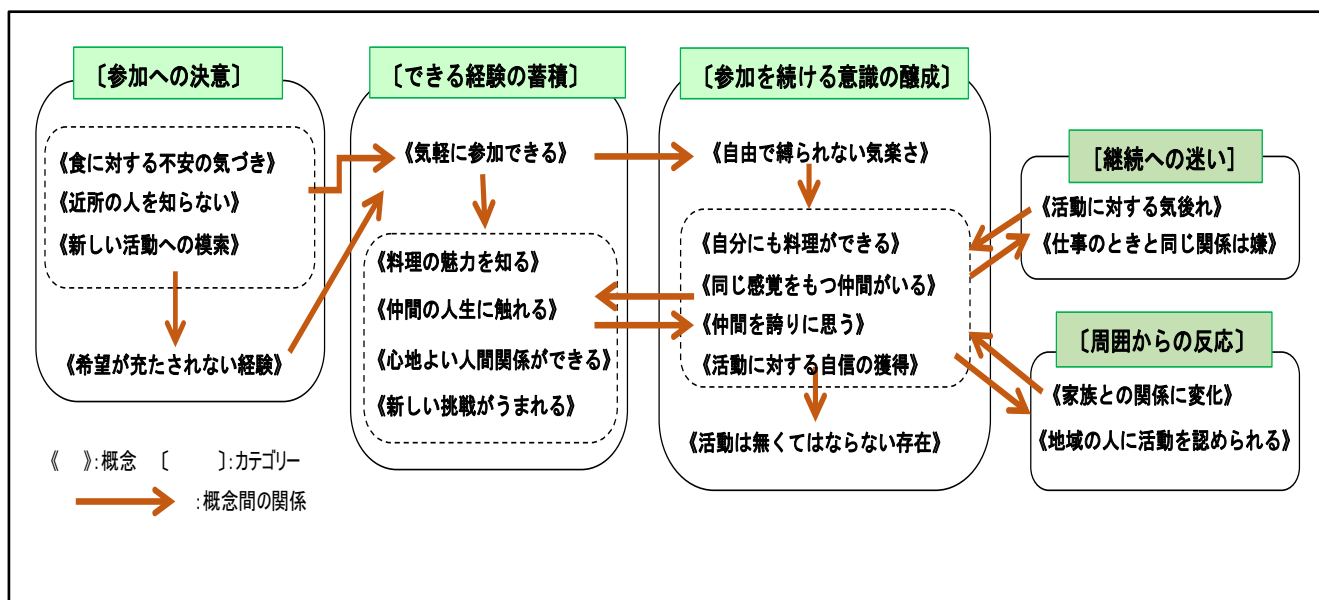 〔参加への決意〕
《食に対する不安の気づき》
《近所の人を知らない》
《新しい活動への模索》
《希望が充たされない経験》
〔できる経験の蓄積〕
《気軽に参加できる》
《料理の魅力を知る》
《仲間の人生に触れる》
《心地よい人間関係ができる》
《新しい挑戦がうまれる》
〔参加を続ける意識の醸成〕
《自由で縛られない気楽さ》
《自分にも料理ができる》
《同じ感覚をもつ仲間がいる》
《仲間を誇りに思う》
《活動に対する自信の獲得》
《活動は無くてはならない存在》
[継続への迷い]
《活動に対する気後れ》
《仕事のときと同じ関係は嫌》
〔周囲からの反応〕
《家族との関係に変化》
《地域の人に活動を認められる》
《　》:概念　〔　　〕:カテゴリー
:概念間の関係